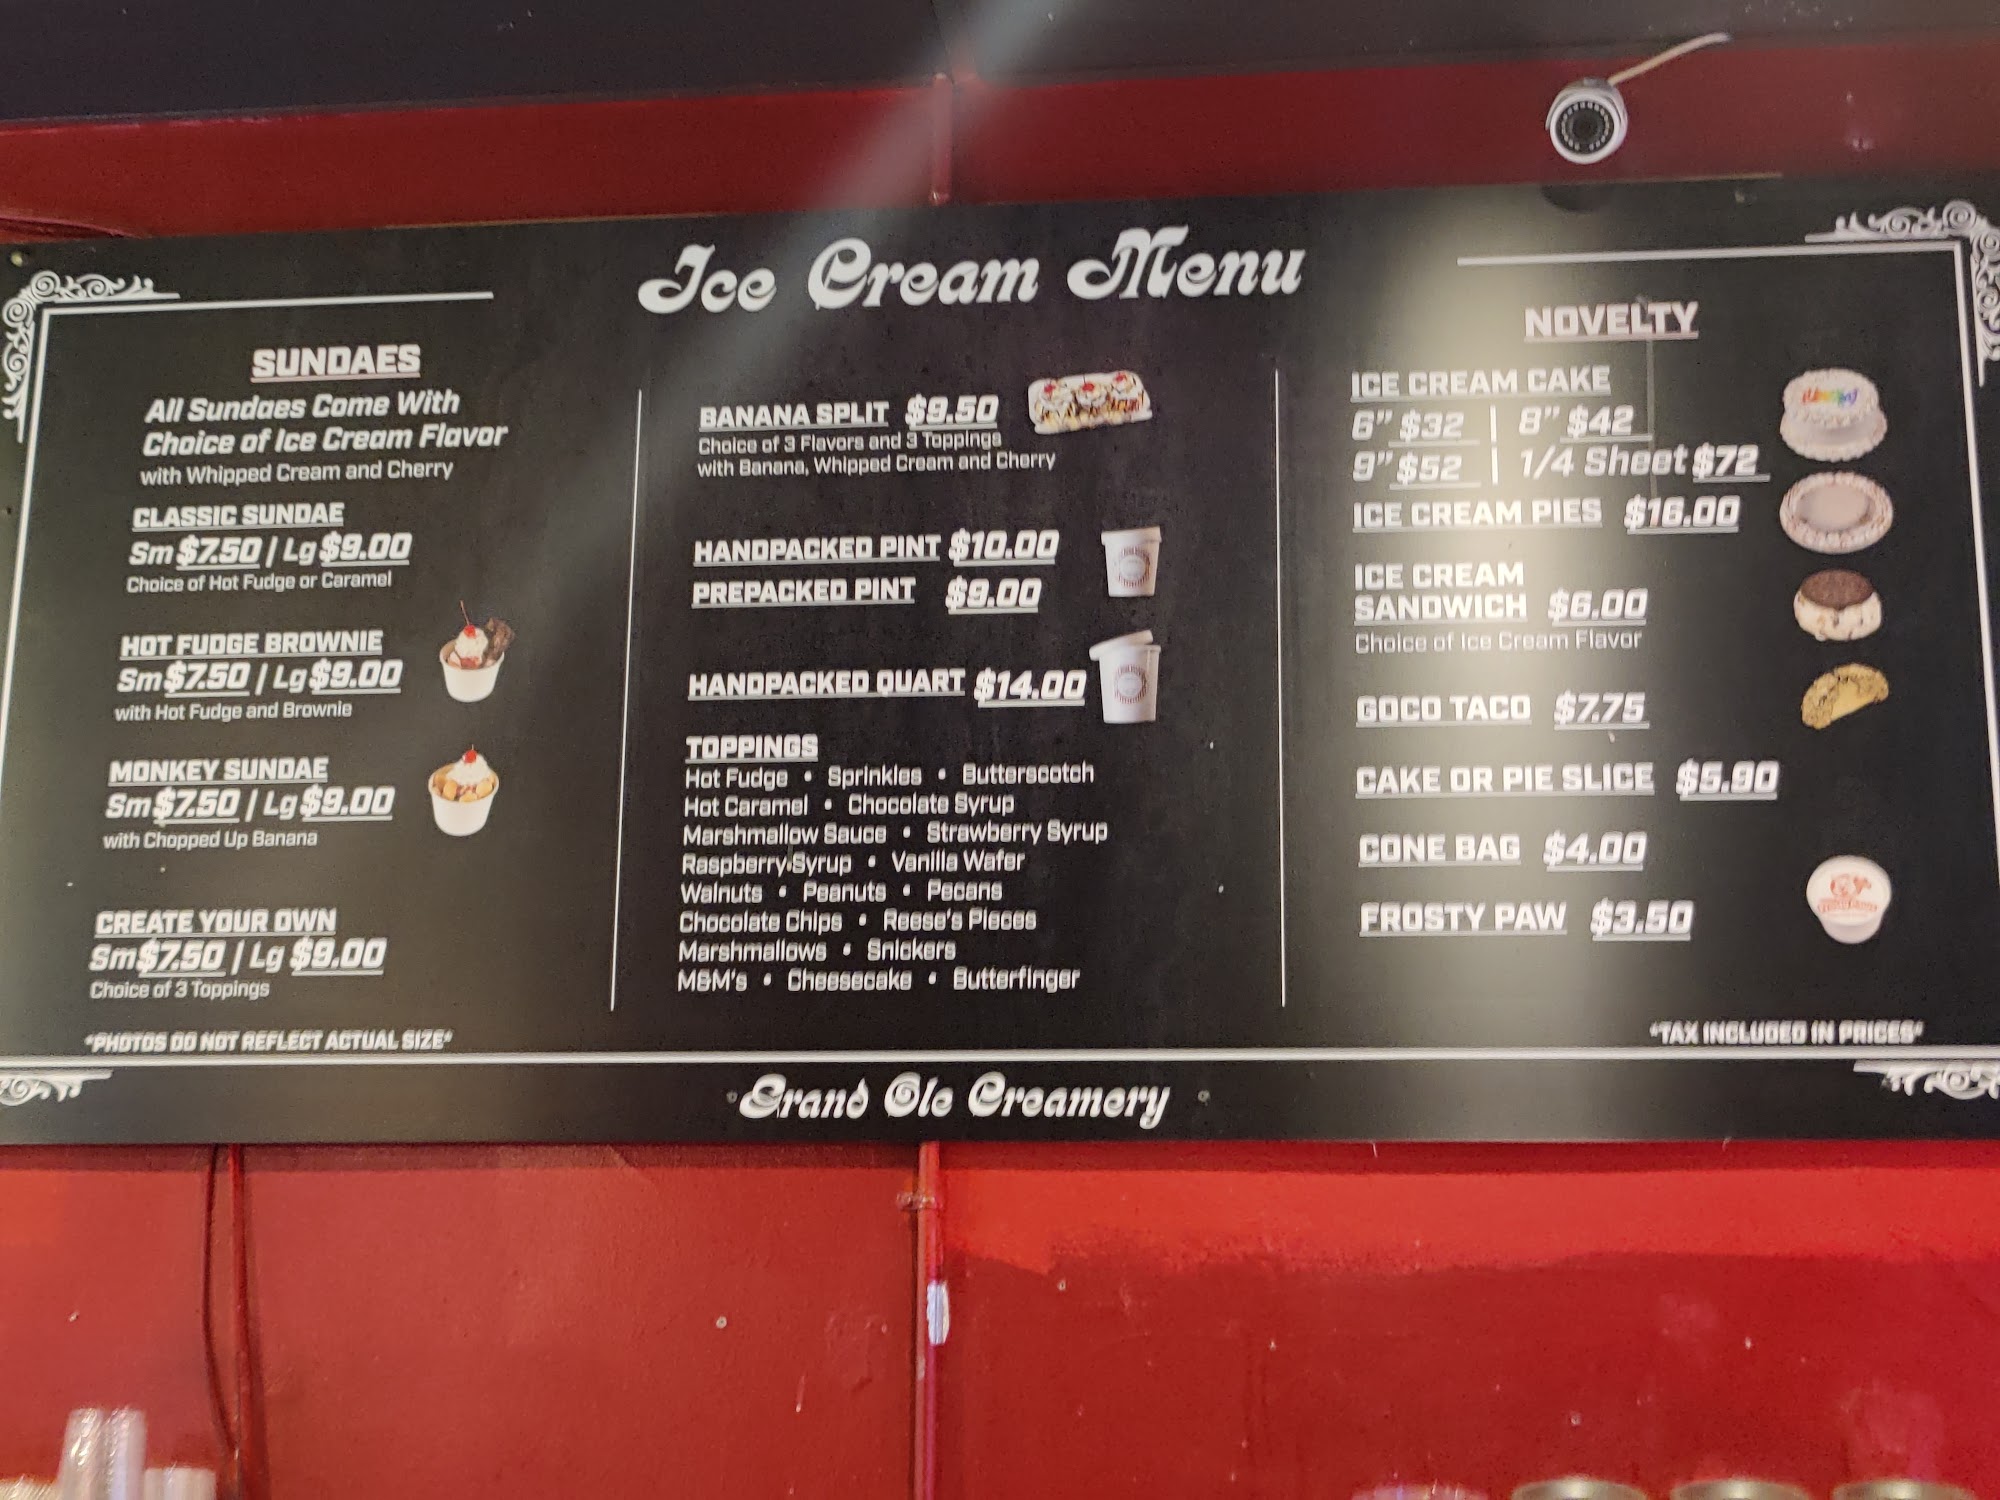 Ice Cream Menu
SUNDAES
All Sundaes Come With
Choice of Ice Cream Flavor
with Whipped Cream and Cherry
CLASSIC SUNDAE
Sm $7.50 | Lg $9.00
Choice of Hot Fudge or Caramel
HOT FUDGE BROWNIE
Sm $7.50 | Lg $9.00
with Hot Fudge and Brownie
MONKEY SUNDAE
Sm $7.50 | Lg $9.00
with Chopped Up Banana
CREATE YOUR OWN
Sm $7.50 | Lg $9.00
Choice of 3 Toppings
*PHOTOS DO NOT REFLECT ACTUAL SIZE*
BANANA SPLIT $9.50
Choice of 3 Flavors and 3 Toppings
with Banana, Whipped Cream and Cherry
HANDPACKED PINT $10.00
PREPACKED PINT $9.00
HANDPACKED QUART $14.00
TOPPINGS
Hot Fudge • Sprinkles • Butterscotch
Hot Caramel • Chocolate Syrup
Marshmallow Sauce • Strawberry Syrup
Raspberry Syrup • Vanilla Wafer
Walnuts • Peanuts • Pecans
Chocolate Chips • Reese's Pieces
Marshmallows • Snickers
M&M's • Cheesecake • Butterfinger
NOVELTY
ICE CREAM CAKE
6" $32 | 8" $42
9" $52 | 1/4 Sheet $72
ICE CREAM PIES $16.00
ICE CREAM
SANDWICH $6.00
Choice of Ice Cream Flavor
GOCO TACO $7.75
CAKE OR PIE SLICE $5.90
CONE BAG $4.00
FROSTY PAW $3.50
*TAX INCLUDED IN PRICES*
Grand Ole Creamery